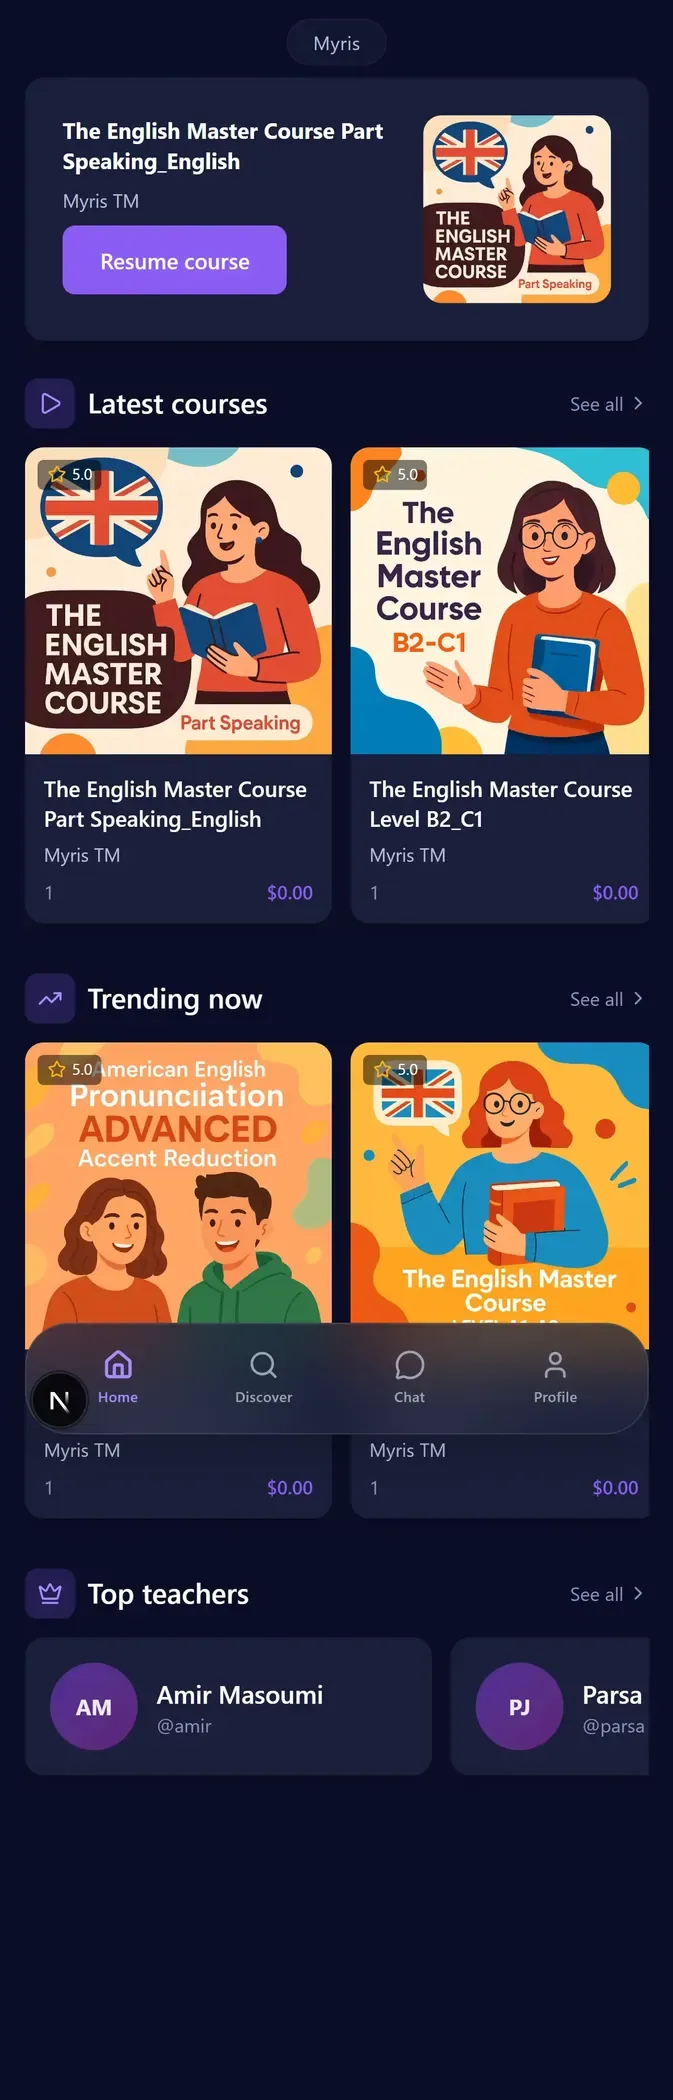 Myris
The English Master Course Part
Speaking_English
Myris TM
Resume course
THE
ENGLISH
MASTER
COURSE
Part Speaking
Latest courses
See all
5.0
THE
ENGLISH
MASTER
COURSE
Part Speaking
The English Master Course
Part Speaking_English
Myris TM
1
$0.00
5.0
The
English
Master
Course
B2-C1
The English Master Course
Level B2_C1
Myris TM
1
$0.00
Trending now
See all
5.0
American English
Pronunciiation
ADVANCED
Accent Reduction
Myris TM
1
$0.00
5.0
The English Master
Course
Myris TM
1
$0.00
Home
Discover
Chat
Profile
N
Top teachers
See all
AM
Amir Masoumi
@amir
PJ
Parsa
@parsa